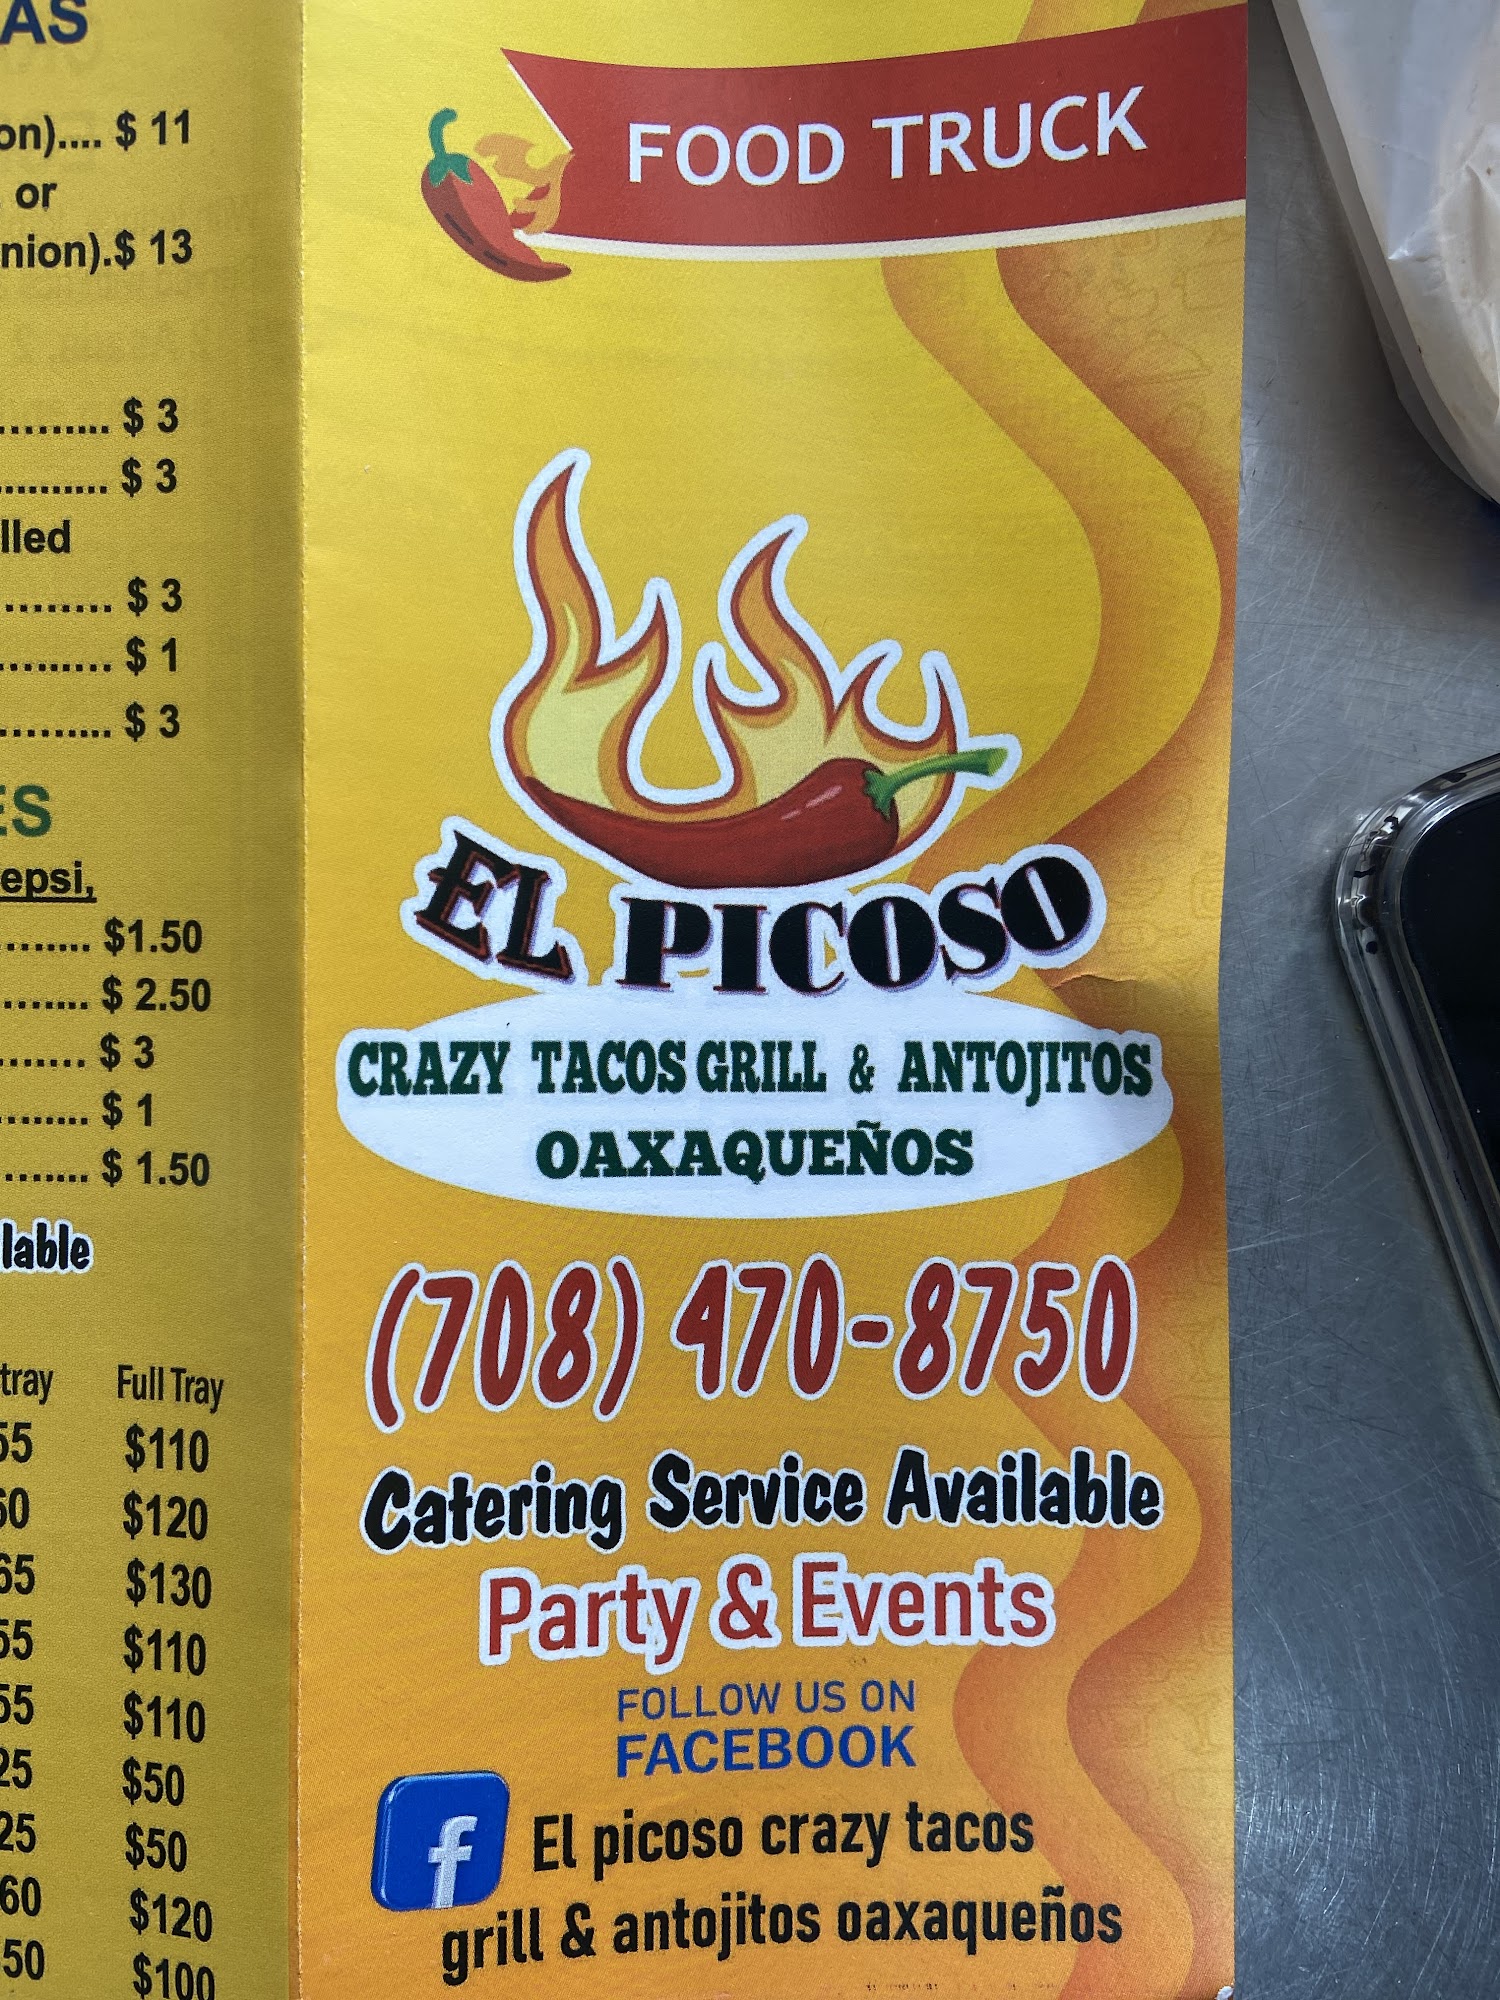 AS
on).... $ 11
or
nion).$ 13
.......... $ 3
.......... $ 3
lled
......... $ 3
.......... $ 1
.......... $ 3
ES
epsi,
....... $1.50
....... $ 2.50
....... $ 3
....... $ 1
....... $ 1.50
lable
tray Full Tray
55 $110
60 $120
65 $130
55 $110
55 $110
25 $50
25 $50
60 $120
50 $100
FOOD TRUCK
EL PICOSO
CRAZY TACOS GRILL & ANTOJITOS
OAXAQUEÑOS
(708) 470-8750
Catering Service Available
Party & Events
FOLLOW US ON
FACEBOOK
f El picoso crazy tacos
grill & antojitos oaxaqueños